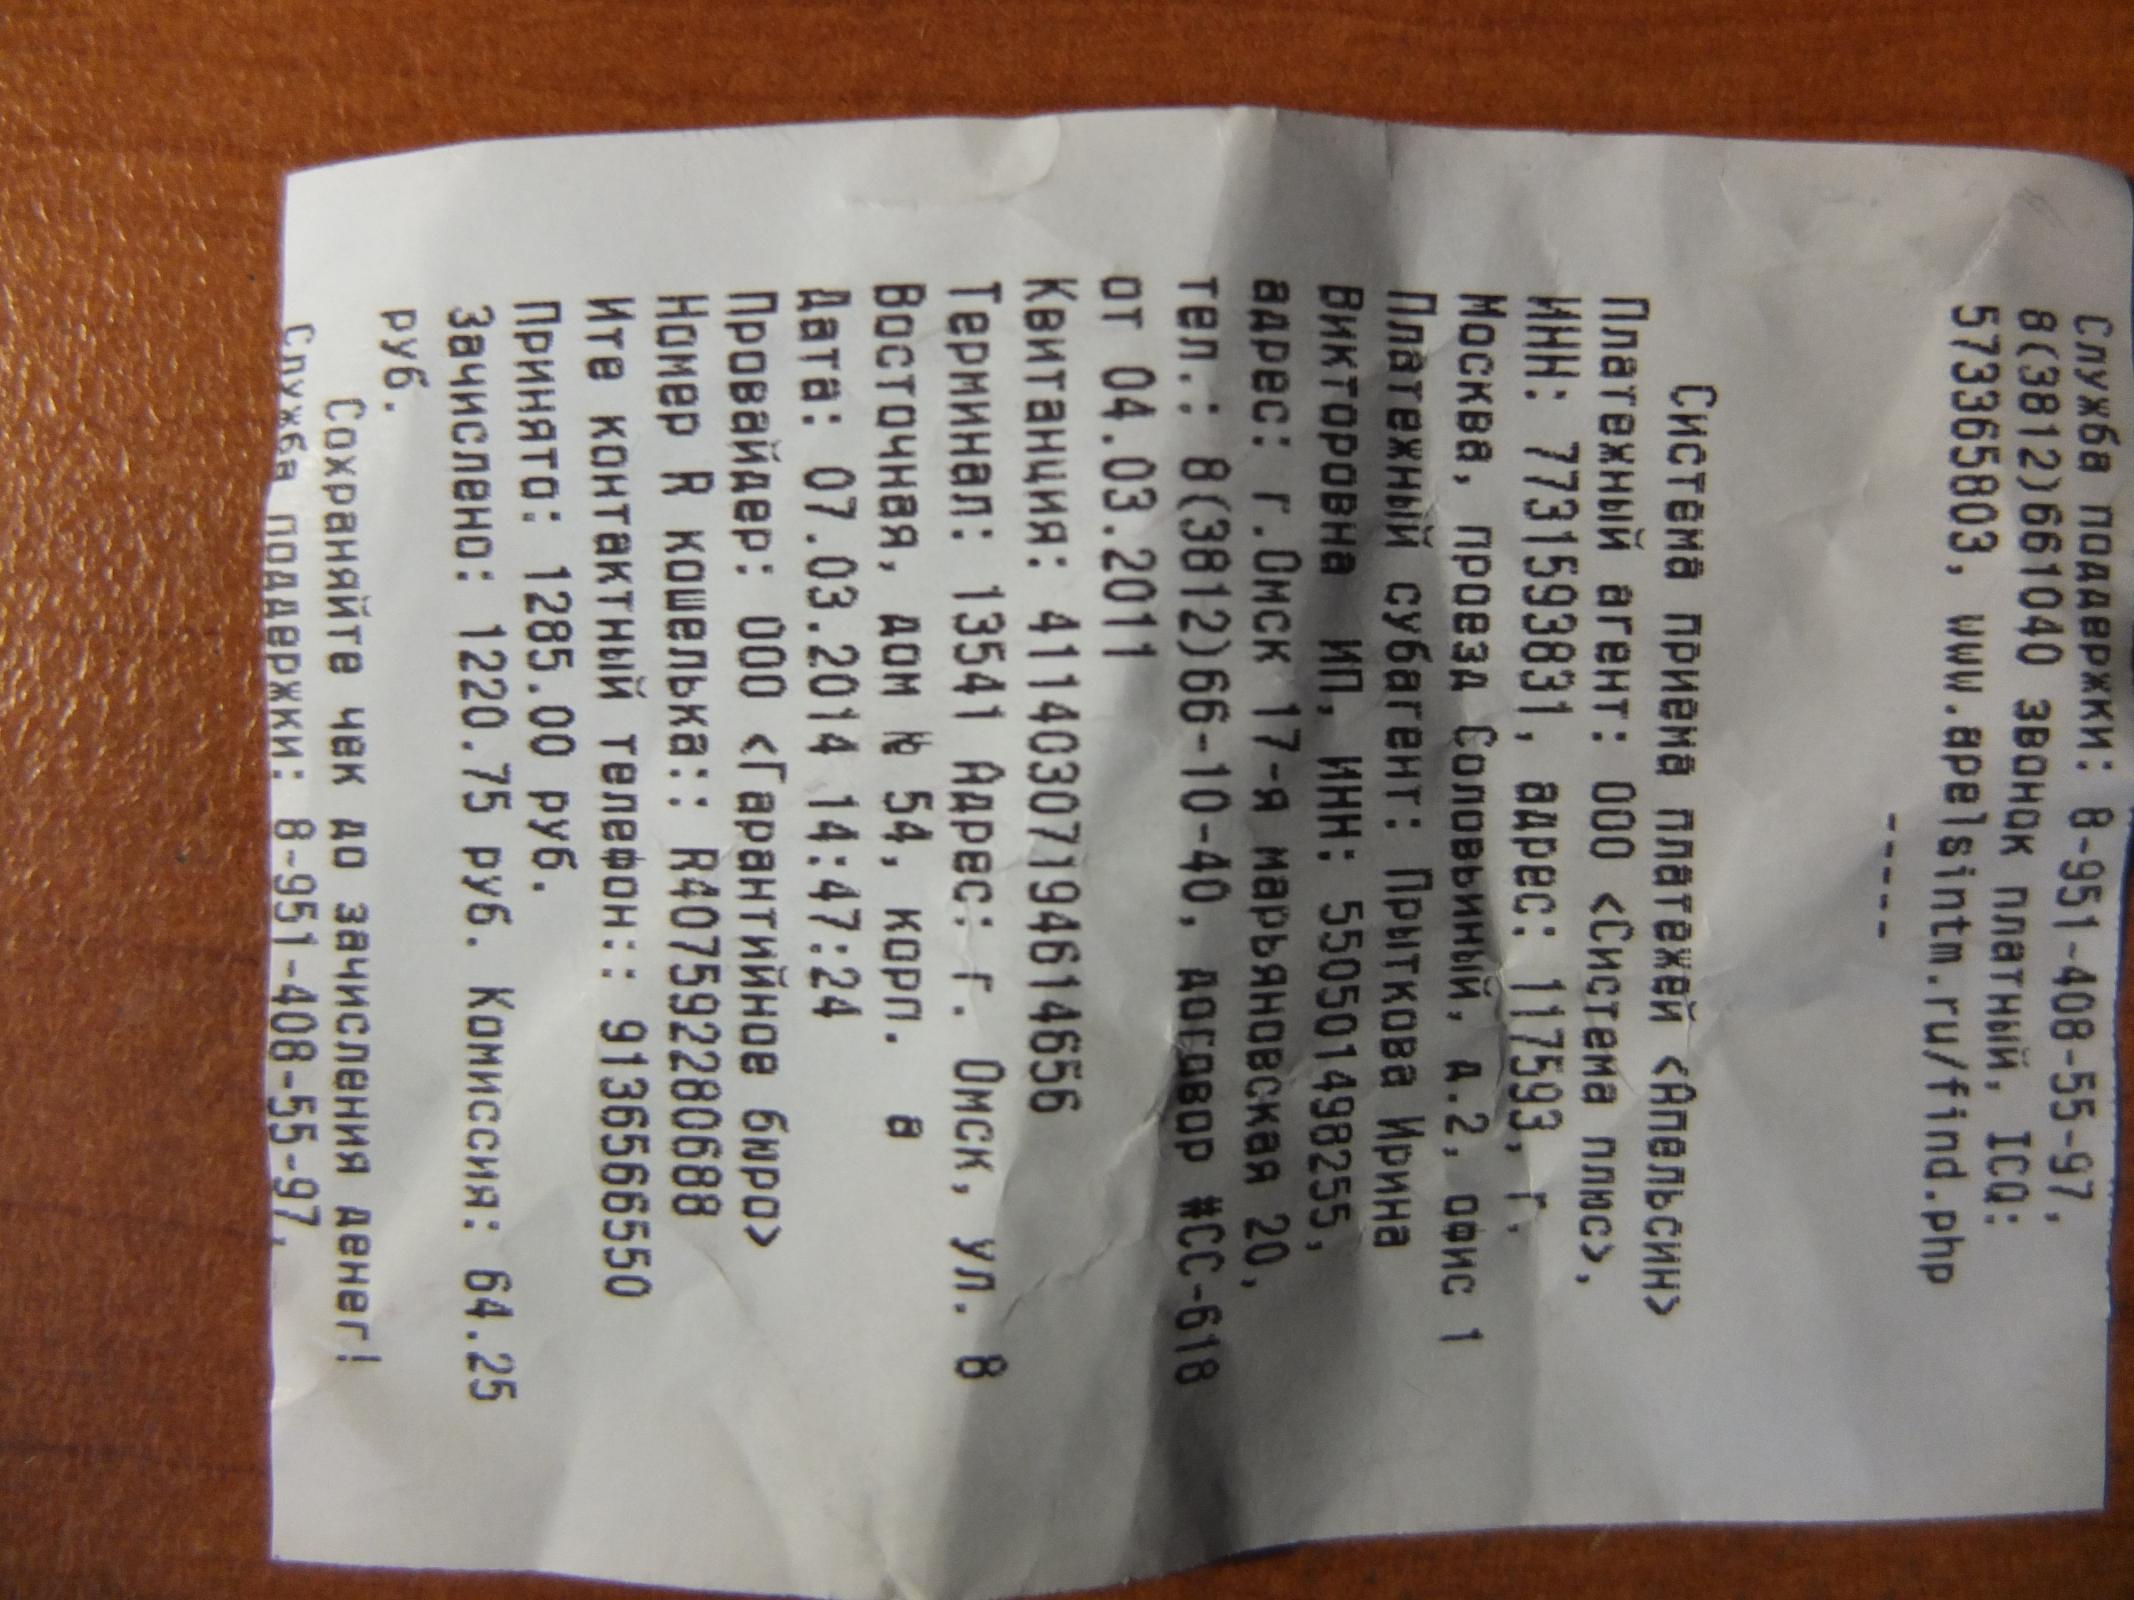 Служба поддержки: 8-951-408-55-97,
8(3812)661040 звонок платный, ICQ:
573365803, www.apelsintm.ru/find.php
-----
Система приема платежей <Апельсин>
Платежный агент: ООО <Система плюс>,
ИНН: 7731593831, адрес: 117593, г.
Москва, проезд Соловьиный, д.2, офис 1
Платежный субагент: Прыткова Ирина
Викторовна ИП, ИНН: 550501498255,
адрес: г.Омск 17-я марьяновская 20,
тел.: 8(3812)66-10-40, договор #СС-618
от 04.03.2011
Квитанция: 41140307194614656
Терминал: 13541 Адрес: г. Омск, ул. 8
Восточная, дом № 54, корп. а
Дата: 07.03.2014 14:47:24
Провайдер: ООО <Гарантийное бюро>
Номер R кошелька:: R407592280688
Ите контактный телефон:: 9136566550
Принято: 1285.00 руб.
Зачислено: 1220.75 руб. Комиссия: 64.25
руб.
Сохраняйте чек до зачисления денег!
Служба поддержки: 8-951-408-55-97,